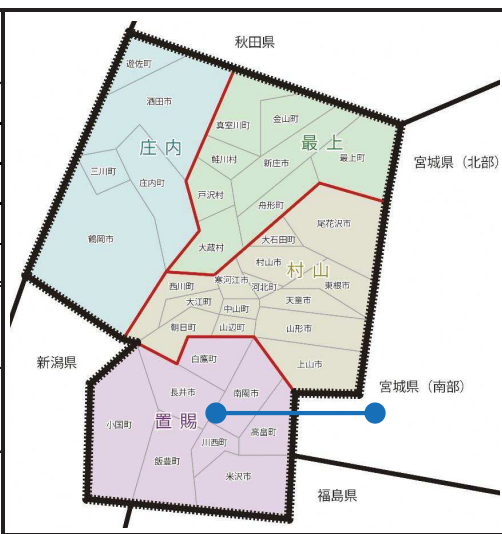 秋田県
遊佐町
酒田市
金山町
真室川町
最上
庄内
鮭川村
新庄市
最上町
宮城県（北部）
三川町
庄内町
戸沢村
舟形町
尾花沢市
鶴岡市
大蔵村
大石田町
村山市
村山
西川町
寒河江市
河北町
東根市
大江町
中山町
天童市
朝日町
山辺町
山形市
白鷹町
上山市
新潟県
宮城県（南部）
長井市
南陽市
小国町
置賜
高畠町
川西町
飯豊町
米沢市
福島県